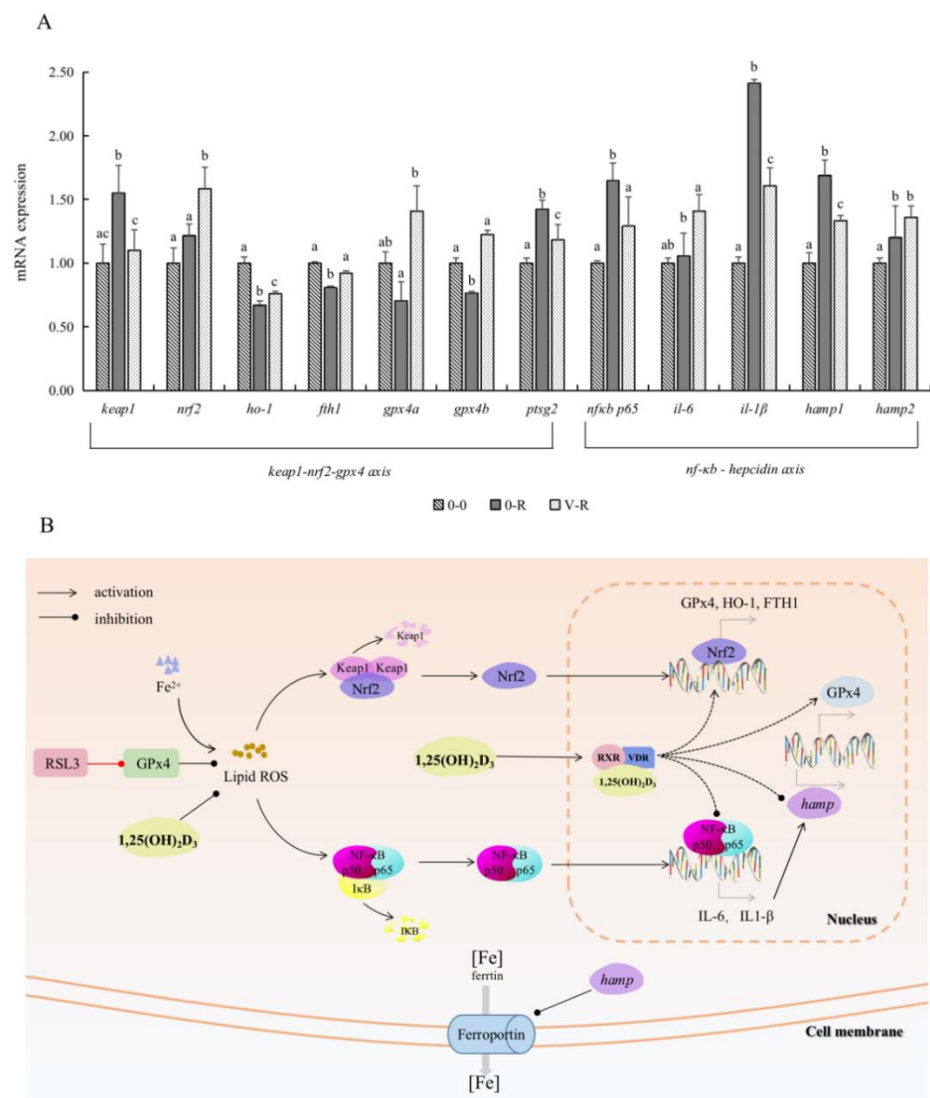 A
mRNA expression
2.50
2.00
1.50
1.00
0.50
0.00
ac b c
a a b
a b c
a b a
ab a b
a b a
a b c
a b a
ab b a
a b c
a b c
a b b
keap1 nrf2 ho-1 fth1 gpx4a gpx4b ptsg2 nfκb p65 il-6 il-1β hamp1 hamp2
keap1-nrf2-gpx4 axis nf-κb - hepcidin axis
0-0 0-R V-R
B
activation
inhibition
GPx4, HO-1, FTH1
Keap1
Keap1 Keap1
Nrf2
Nrf2
Nrf2
Fe²⁺
GPx4
RSL3
GPx4
Lipid ROS
1,25(OH)₂D₃
RXR VDR
1,25(OH)₂D₃
hamp
1,25(OH)₂D₃
NF-κB
p50 p65
IκB
NF-κB
p50 p65
NF-κB
p50 p65
IL-6, IL1-β
IKB
Nucleus
[Fe]
ferrtin
hamp
Ferroportin
Cell membrane
[Fe]